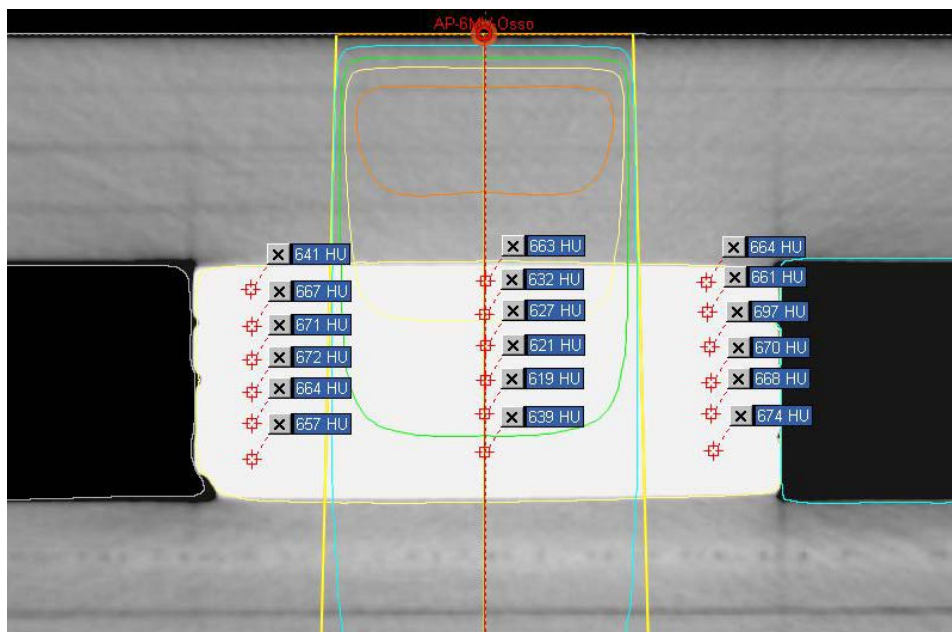 AP-6MV-Osso
641 HU
667 HU
671 HU
672 HU
664 HU
657 HU
663 HU
632 HU
627 HU
621 HU
619 HU
639 HU
664 HU
661 HU
697 HU
670 HU
668 HU
674 HU